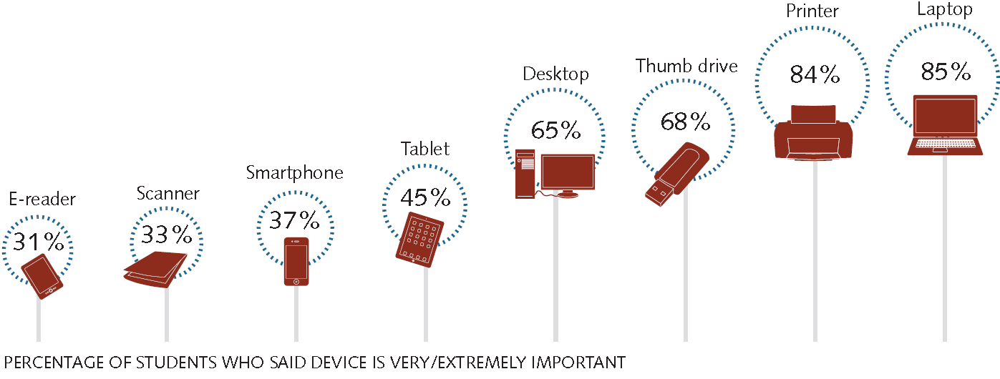 E-reader
31%
Scanner
33%
Smartphone
37%
Tablet
45%
Desktop
65%
Thumb drive
68%
Printer
84%
Laptop
85%
PERCENTAGE OF STUDENTS WHO SAID DEVICE IS VERY/EXTREMELY IMPORTANT